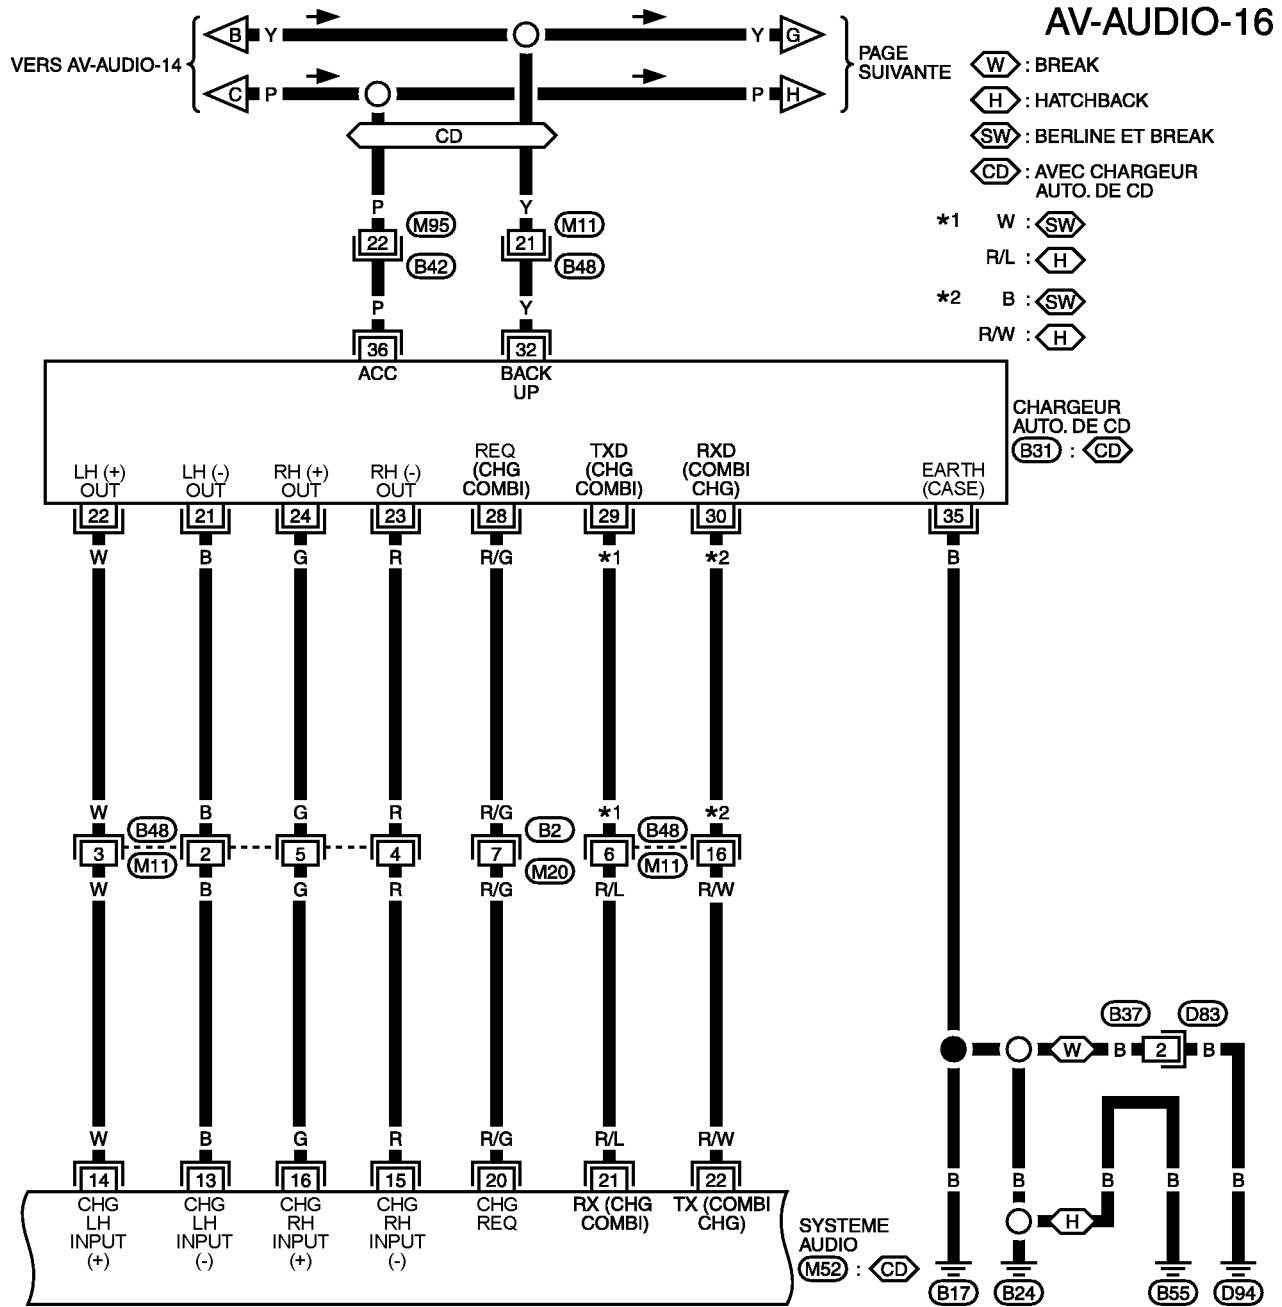 AV-AUDIO-16
B Y Y G
VERS AV-AUDIO-14
PAGE
SUIVANTE
C P P H
W : BREAK
H : HATCHBACK
SW : BERLINE ET BREAK
CD : AVEC CHARGEUR
AUTO. DE CD
*1 W : SW
R/L : H
*2 B : SW
R/W : H
CD
P Y
22 M95 21 M11
B42 B48
P Y
36 32
ACC BACK
UP
CHARGEUR
AUTO. DE CD
B31 : CD
LH (+)
OUT
LH (-)
OUT
RH (+)
OUT
RH (-)
OUT
REQ
(CHG
COMBI)
TXD
(CHG
COMBI)
RXD
(COMBI
CHG)
EARTH
(CASE)
22 21 24 23 28 29 30 35
W B G R R/G *1 *2 B
W B G R R/G *1 *2
B48 B2 B48
3 2 5 4 7 6 16
M11 M20 M11
W B G R R/G R/L R/W
B37 D83
W B 2 B
W B G R R/G R/L R/W
14 13 16 15 20 21 22
B B B B B
CHG
LH
INPUT
(+)
CHG
LH
INPUT
(-)
CHG
RH
INPUT
(+)
CHG
RH
INPUT
(-)
CHG
REQ
RX (CHG
COMBI)
TX (COMBI
CHG)
SYSTEME
AUDIO
M52 : CD
H
B17 B24 B55 D94